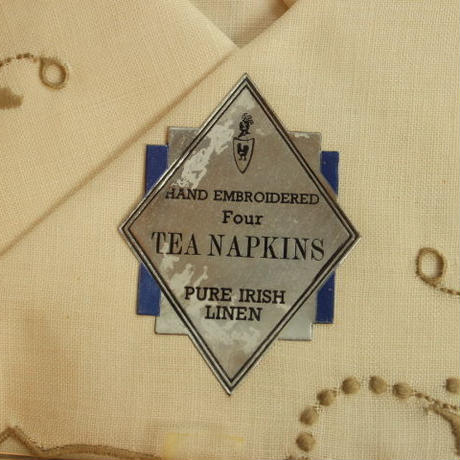 HAND EMBROIDERED
Four
TEA NAPKINS
PURE IRISH
LINEN